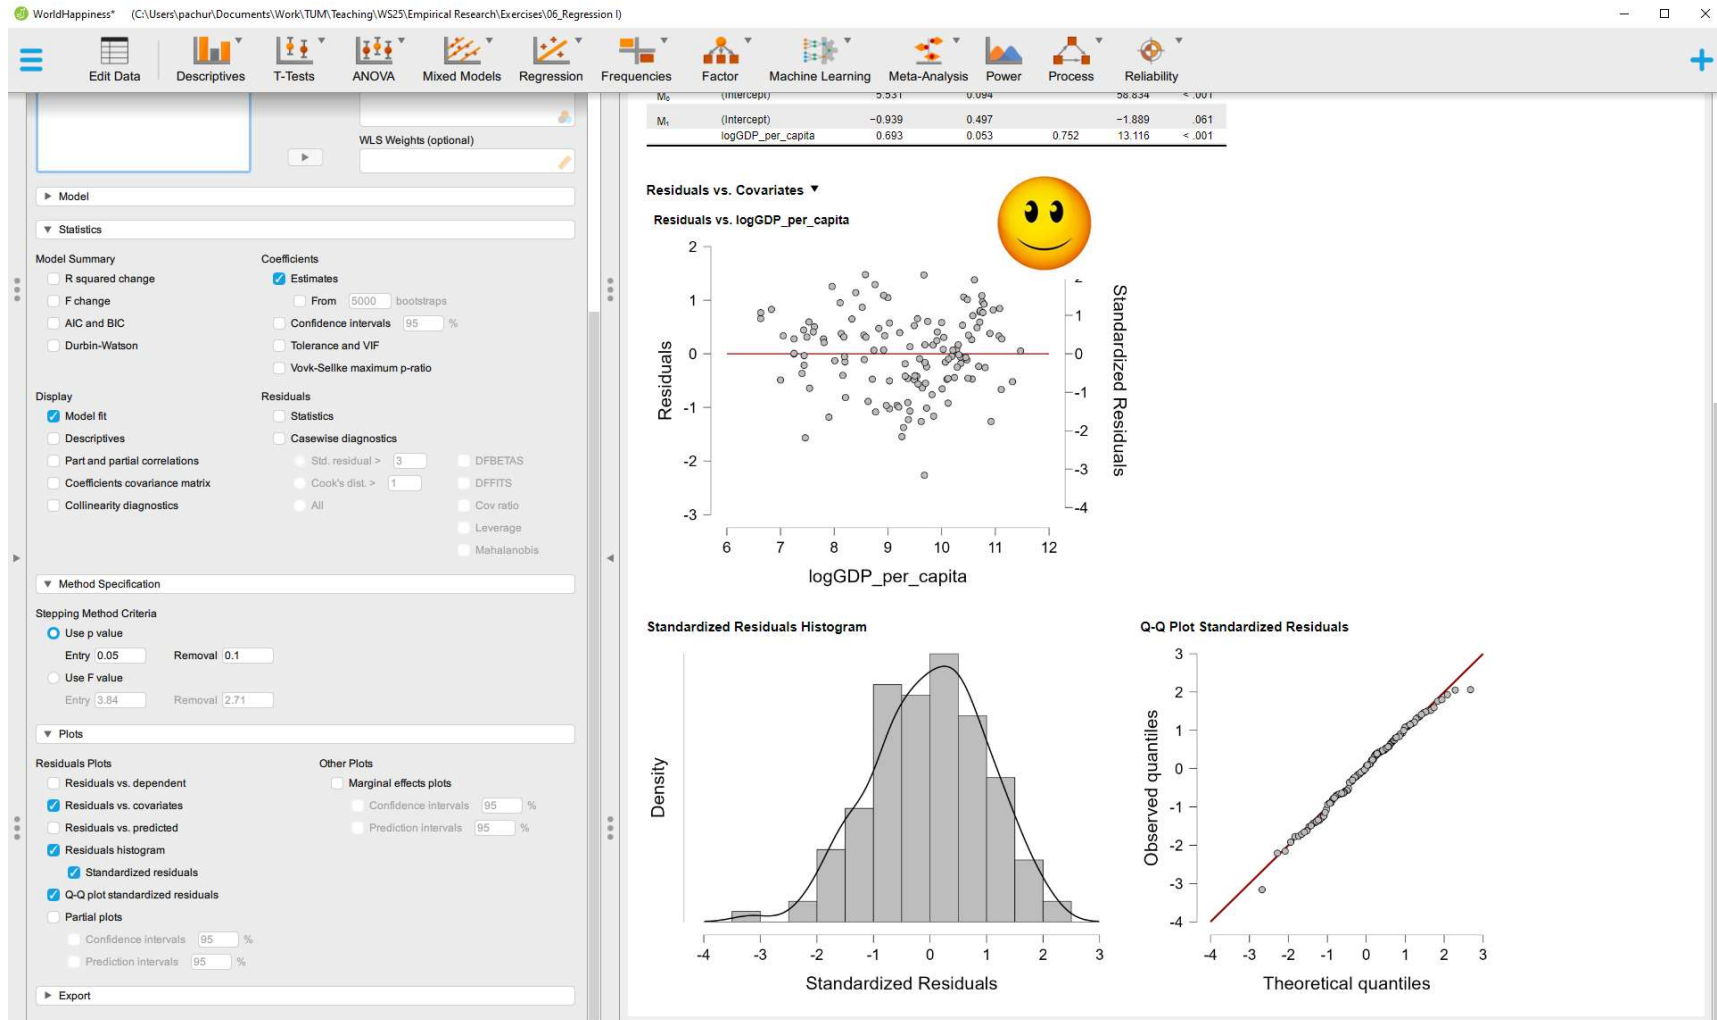 WorldHappiness* (C:\Users\pachur\Documents\Work\TUM\Teaching\WS25\Empirical Research\Exercises\06_Regression I)
Edit Data
Descriptives
T-Tests
ANOVA
Mixed Models
Regression
Frequencies
Factor
Machine Learning
Meta-Analysis
Power
Process
Reliability
WLS Weights (optional)
Model
Statistics
Model Summary
R squared change
F change
AIC and BIC
Durbin-Watson
Coefficients
Estimates
From 5000 bootstraps
Confidence intervals 95 %
Tolerance and VIF
Vovk-Sellke maximum p-ratio
Display
Model fit
Descriptives
Part and partial correlations
Coefficients covariance matrix
Collinearity diagnostics
Residuals
Statistics
Casewise diagnostics
Std. residual > 3
Cook's dist. > 1
All
DFBETAS
DFFITS
Cov ratio
Leverage
Mahalanobis
Method Specification
Stepping Method Criteria
Use p value
Entry 0.05 Removal 0.1
Use F value
Entry 3.84 Removal 2.71
Plots
Residuals Plots
Residuals vs. dependent
Residuals vs. covariates
Residuals vs. predicted
Residuals histogram
Standardized residuals
Q-Q plot standardized residuals
Partial plots
Confidence intervals 95 %
Prediction intervals 95 %
Other Plots
Marginal effects plots
Confidence intervals 95 %
Prediction intervals 95 %
Export
M₀ (Intercept) 5.531 0.094 58.834 < .001
M₁ (Intercept) −0.939 0.497 −1.889 .061
logGDP_per_capita 0.693 0.053 0.752 13.116 < .001
Residuals vs. Covariates ▼
Residuals vs. logGDP_per_capita
2
1
0
-1
-2
-3
Residuals
2
1
0
-1
-2
-3
-4
Standardized Residuals
6 7 8 9 10 11 12
logGDP_per_capita
Standardized Residuals Histogram
Density
-4 -3 -2 -1 0 1 2 3
Standardized Residuals
Q-Q Plot Standardized Residuals
3
2
1
0
-1
-2
-3
-4
Observed quantiles
-4 -3 -2 -1 0 1 2 3
Theoretical quantiles